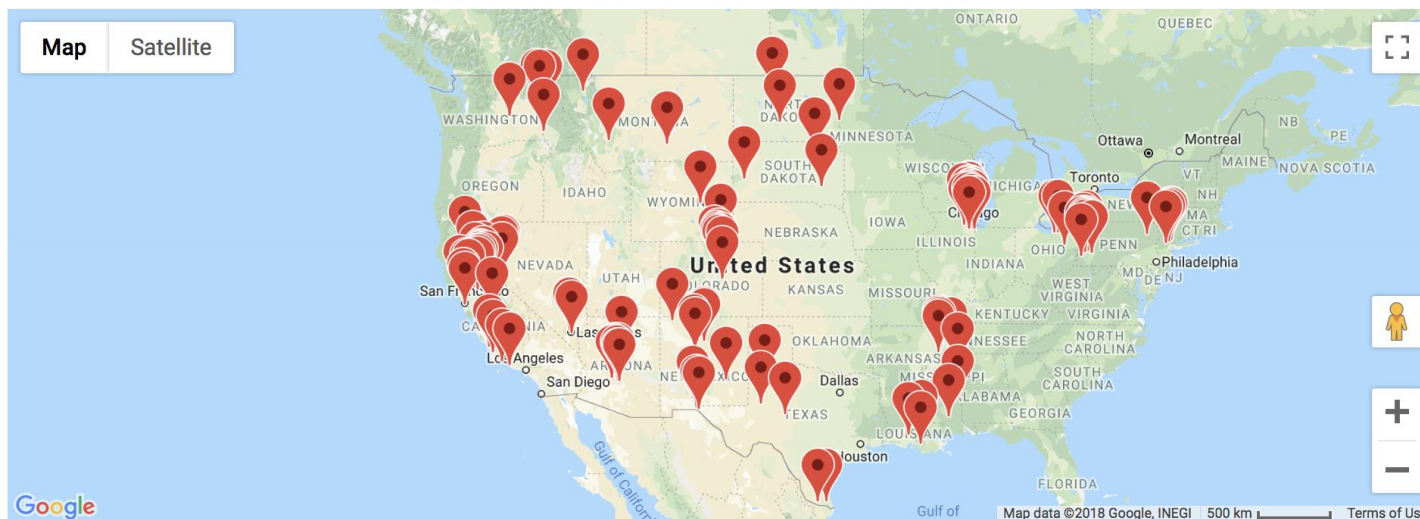 Map
Satellite
ONTARIO
QUEBEC
NB
PE
MAINE
NOVA SCOTIA
Ottawa
Montreal
WASHINGTON
MONTANA
NORTH
DAKOTA
MINNESOTA
VT
NH
MA
CT RI
Toronto
NEW
WISCONSIN
MICHIGAN
OREGON
IDAHO
SOUTH
DAKOTA
WYOMING
IOWA
Chicago
NEBRASKA
ILLINOIS
INDIANA
OHIO
PENN
Philadelphia
MD
DE
NJ
NEVADA
UTAH
COLORADO
United States
KANSAS
MISSOURI
WEST
VIRGINIA
KENTUCKY
VIRGINIA
San Francisco
CALIFORNIA
Las Vegas
OKLAHOMA
TENNESSEE
NORTH
CAROLINA
Los Angeles
ARIZONA
NEW MEXICO
ARKANSAS
MISSISSIPPI
SOUTH
CAROLINA
San Diego
Dallas
TEXAS
ALABAMA
GEORGIA
LOUISIANA
Houston
FLORIDA
Gulf of California
Gulf of
Google
Map data ©2018 Google, INEGI
500 km
Terms of Us